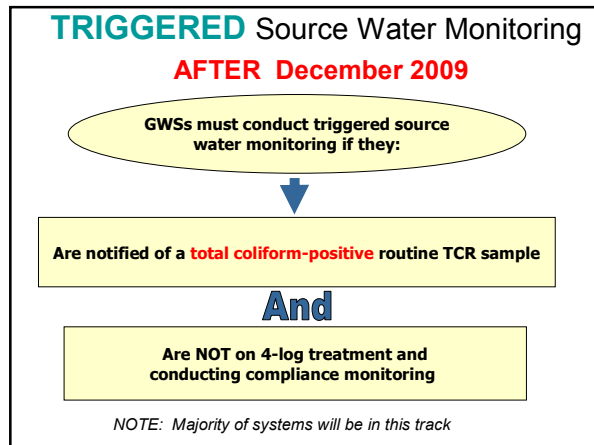 TRIGGERED Source Water Monitoring
AFTER December 2009
GWSs must conduct triggered source
water monitoring if they:
Are notified of a total coliform-positive routine TCR sample
And
Are NOT on 4-log treatment and
conducting compliance monitoring
NOTE: Majority of systems will be in this track